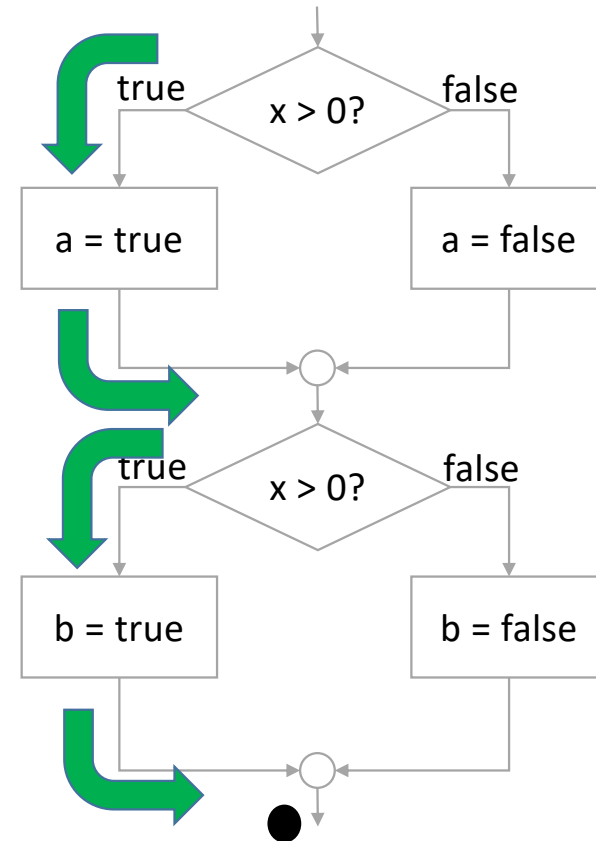 true
x > 0?
false
a = true
a = false
true
x > 0?
false
b = true
b = false